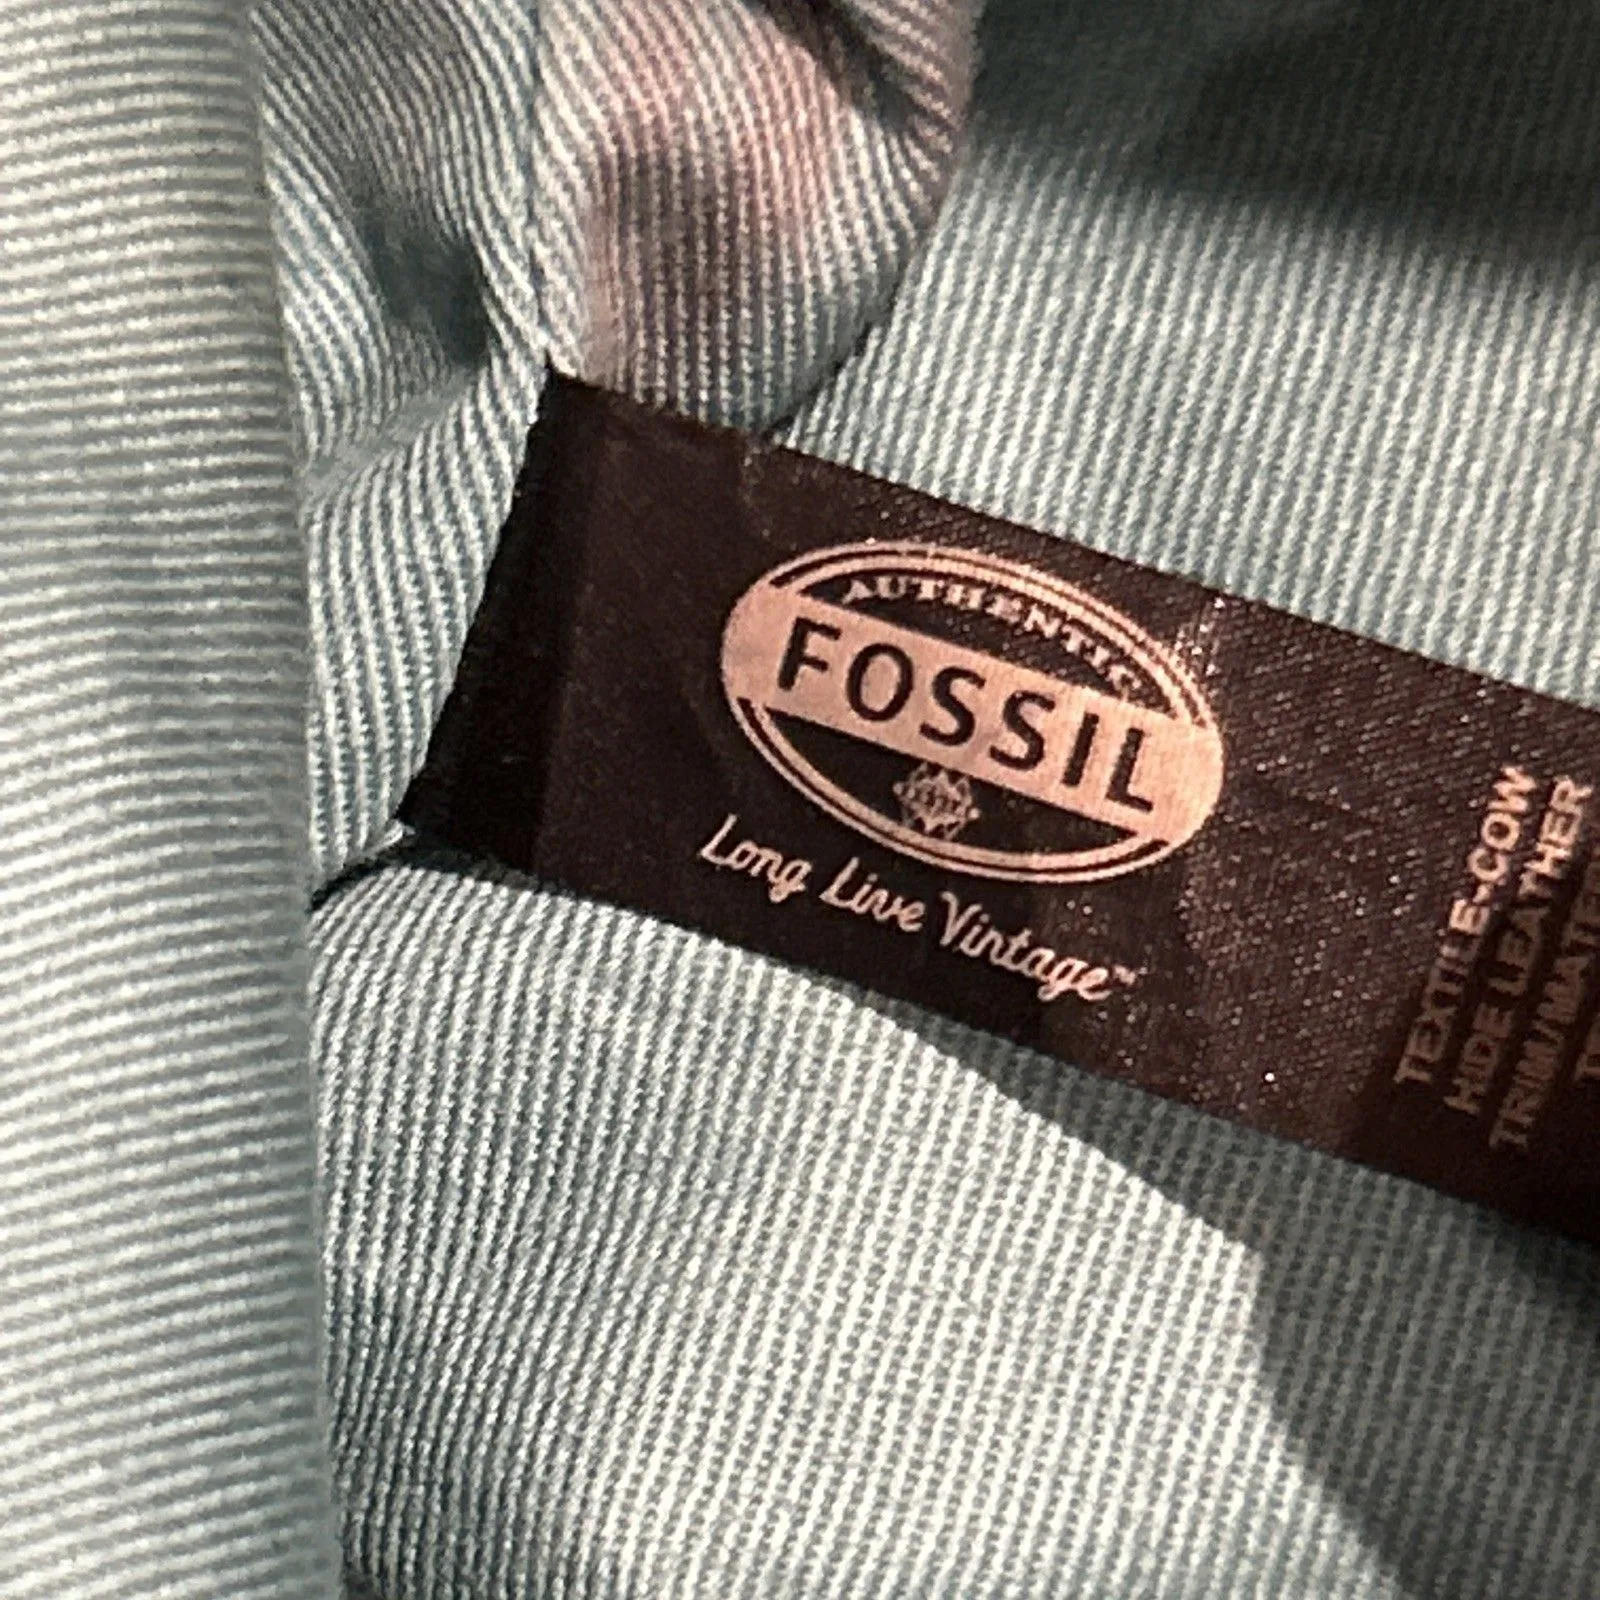 AUTHENTIC
FOSSIL
Long Live Vintage™
TEXTILE-COW
HIDE LEATHER